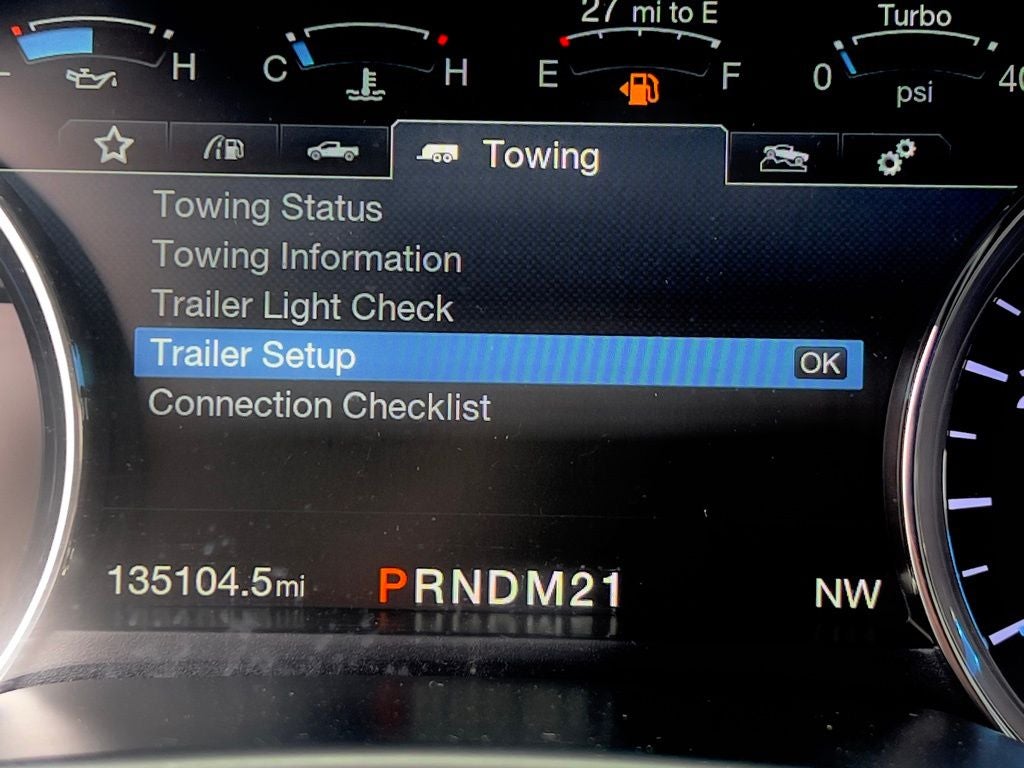 27 mi to E
Turbo
H
C
H
E
F
0
40
psi
Towing
Towing Status
Towing Information
Trailer Light Check
Trailer Setup
OK
Connection Checklist
135104.5mi
PRNDM21
NW